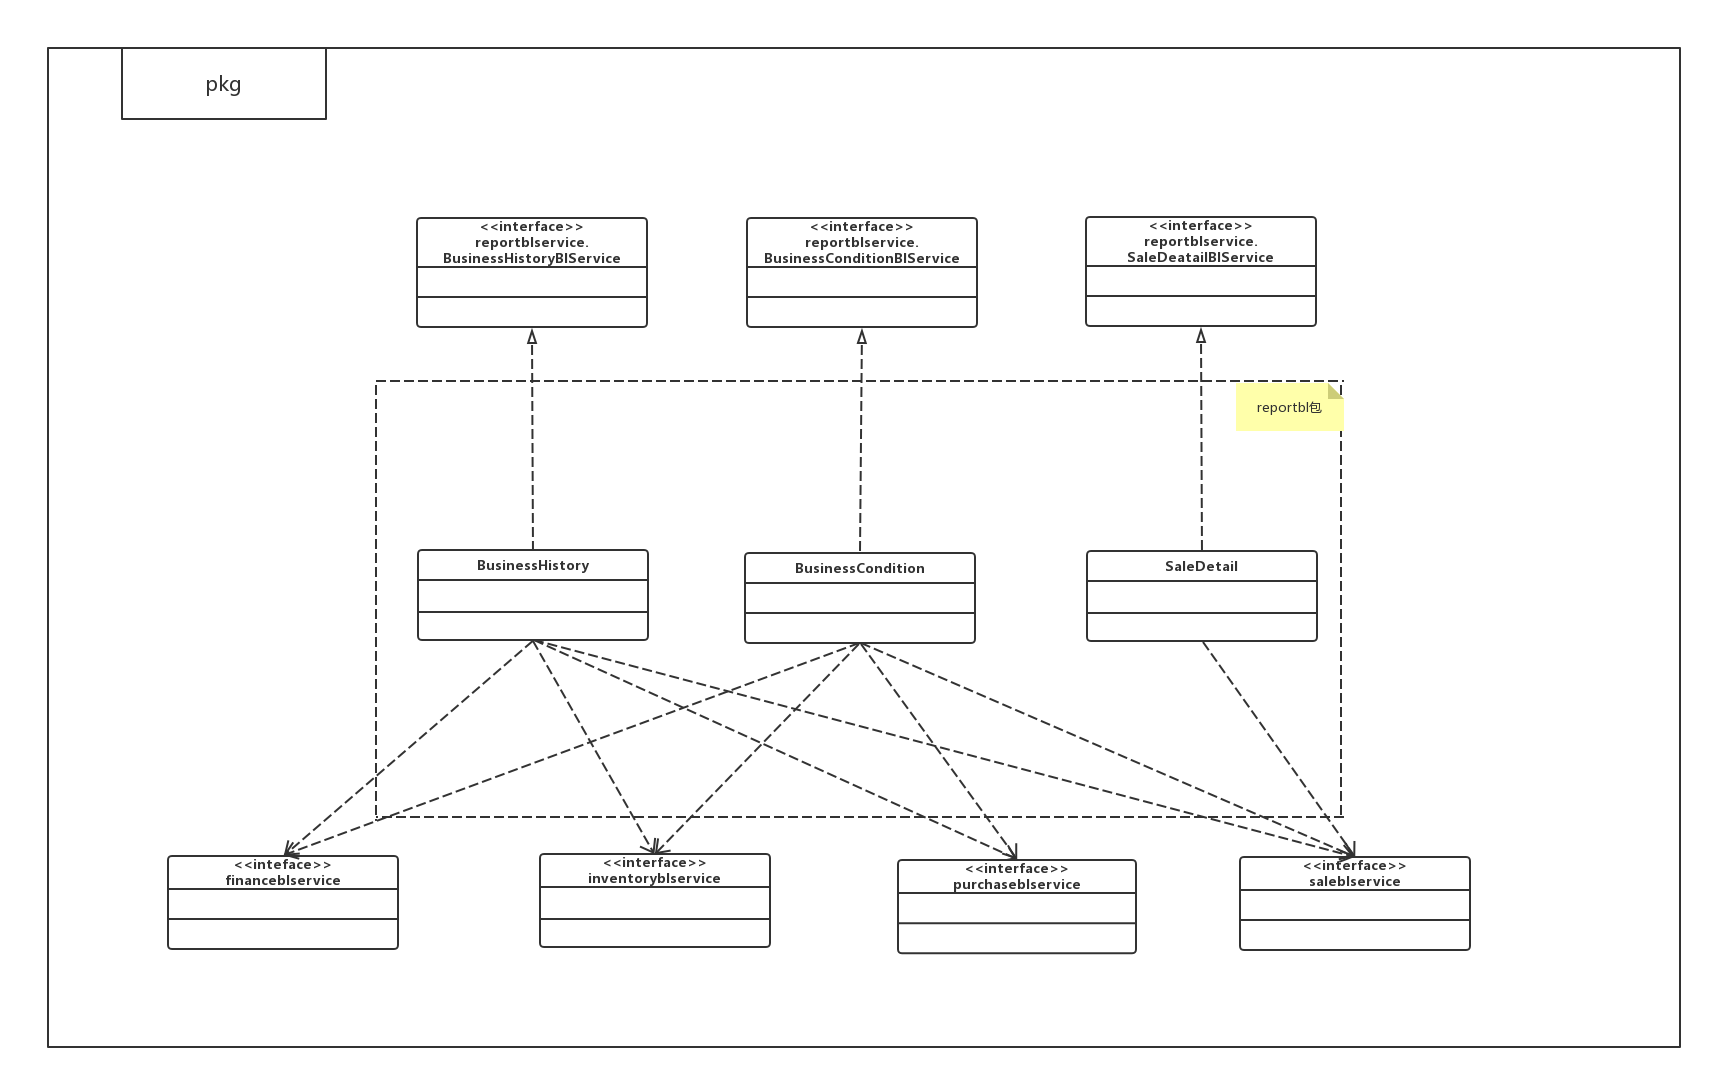 pkg
<<interface>>
reportblservice.
BusinessHistoryBlService
<<interface>>
reportblservice.
BusinessConditionBlService
<<interface>>
reportblservice.
SaleDeatailBlService
reportbl包
BusinessHistory
BusinessCondition
SaleDetail
<<inteface>>
financeblservice
<<interface>>
inventoryblservice
<<interface>>
purchaseblservice
<<interface>>
saleblservice